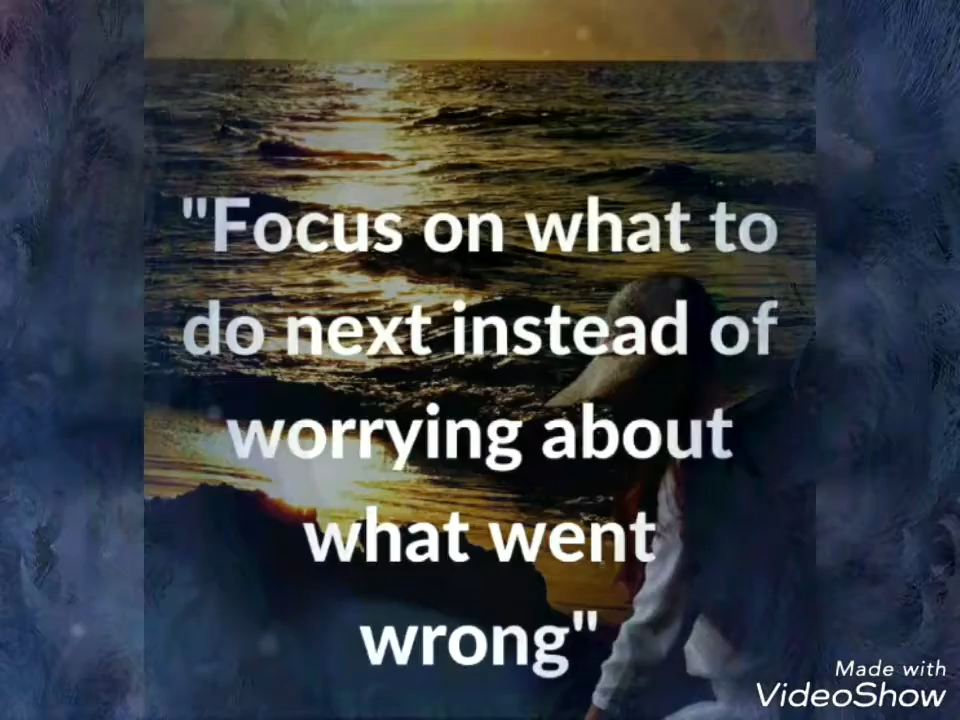 "Focus on what to
do next instead of
worrying about
what went
wrong"
Made with
VideoShow